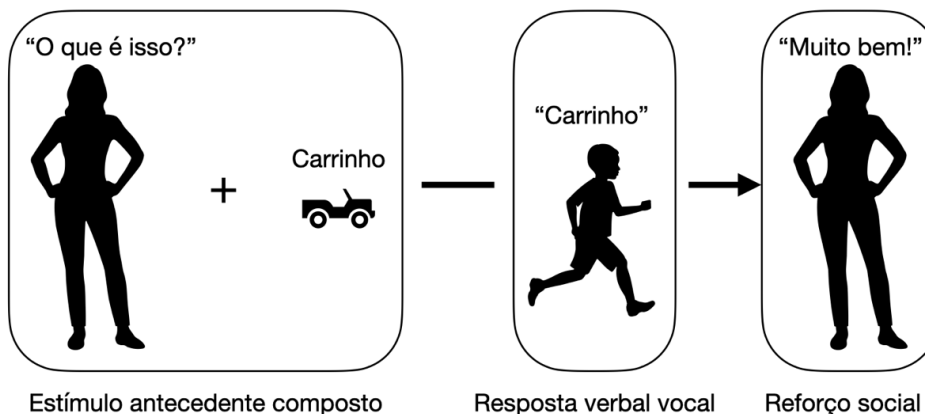 “O que é isso?”
Carrinho
“Carrinho”
“Muito bem!”
Estímulo antecedente composto
Resposta verbal vocal
Reforço social